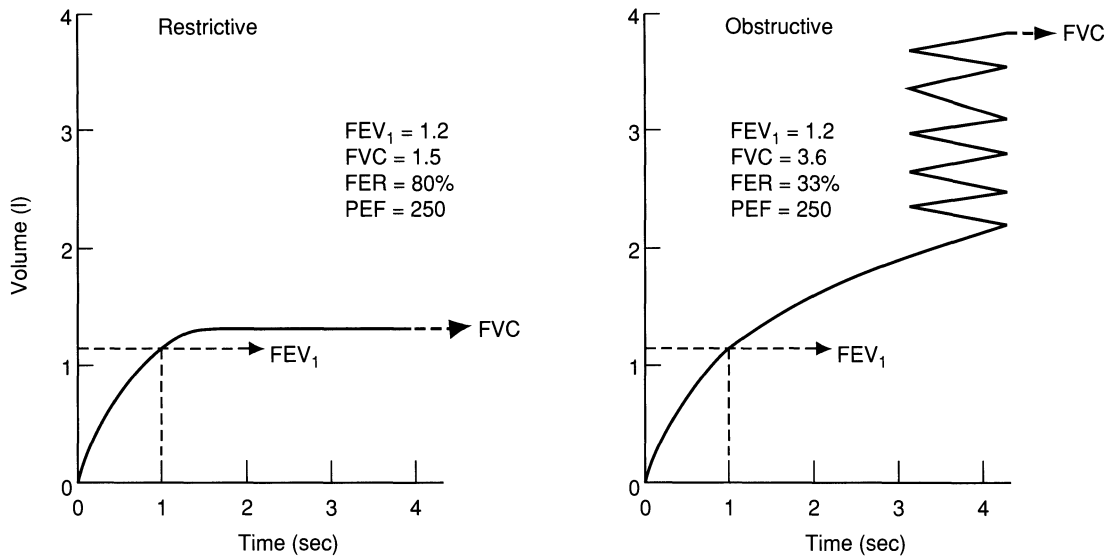 Restrictive
Volume (l)
4
3
2
1
0
FEV₁ = 1.2
FVC = 1.5
FER = 80%
PEF = 250
FVC
FEV₁
0 1 2 3 4
Time (sec)
Obstructive
4
3
2
1
0
FVC
FEV₁ = 1.2
FVC = 3.6
FER = 33%
PEF = 250
FEV₁
0 1 2 3 4
Time (sec)